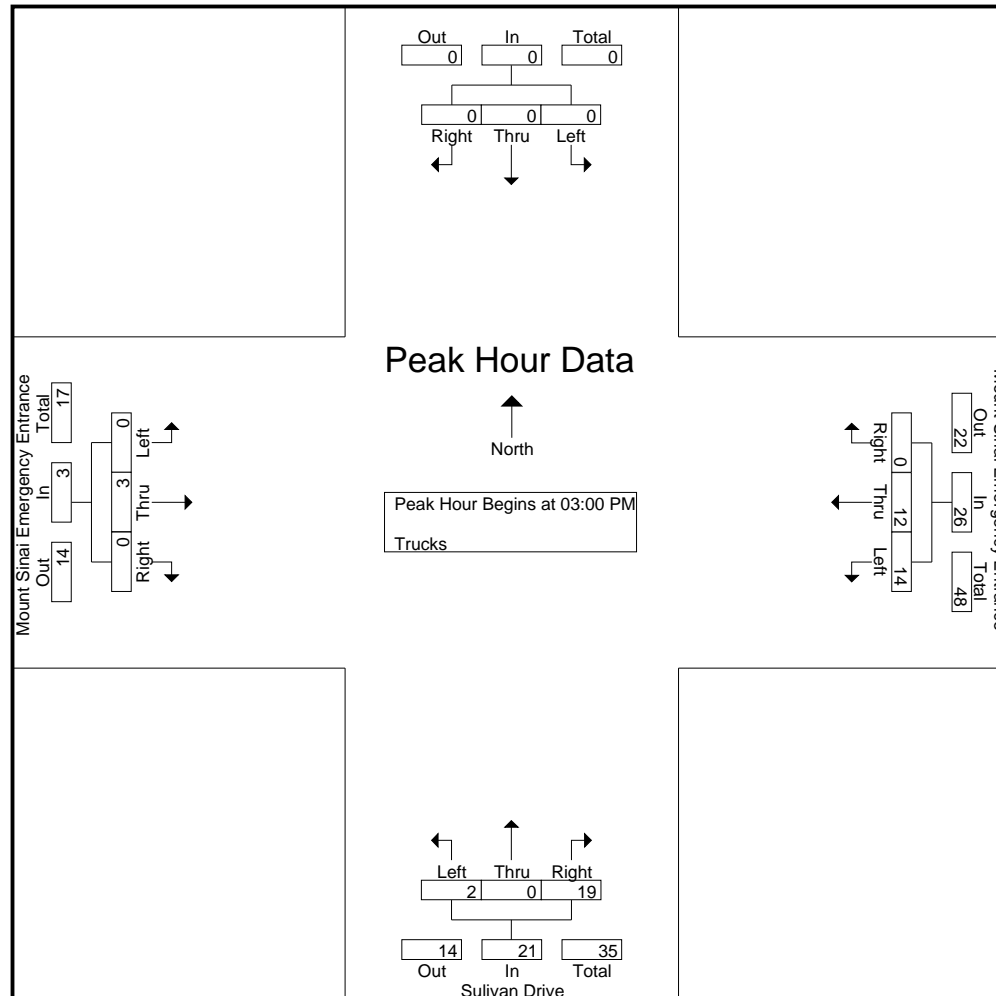 Out In Total
0 0 0
0 0 0
Right Thru Left
Peak Hour Data
North
Peak Hour Begins at 03:00 PM
Trucks
Mount Sinai Emergency Entrance
Total In Out
17 3 14
0 3 0
Left Thru Right
Right Thru Left
0 12 14
22 26 48
Out In Total
Left Thru Right
2 0 19
14 21 35
Out In Total
Sulivan Drive